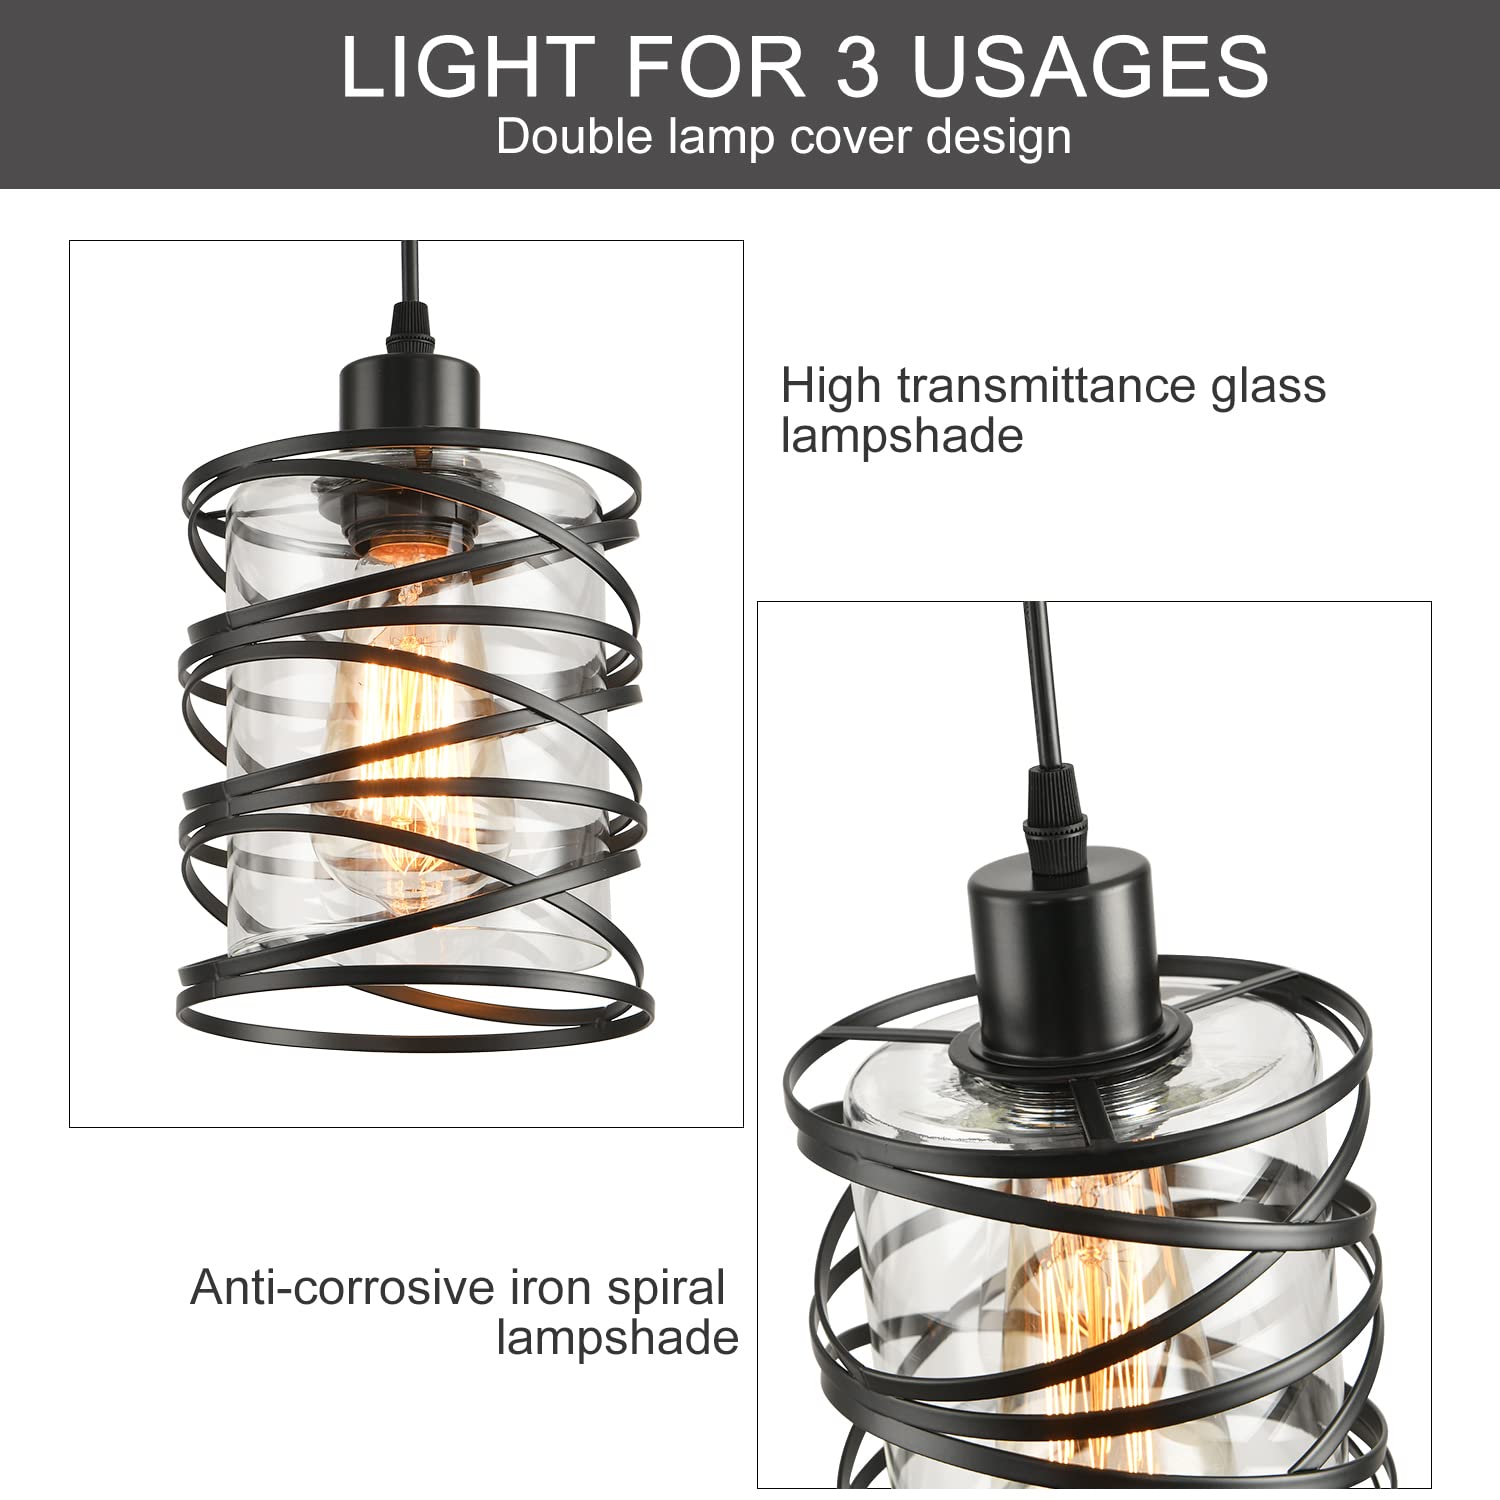 LIGHT FOR 3 USAGES
Double lamp cover design
High transmittance glass
lampshade
Anti-corrosive iron spiral
lampshade